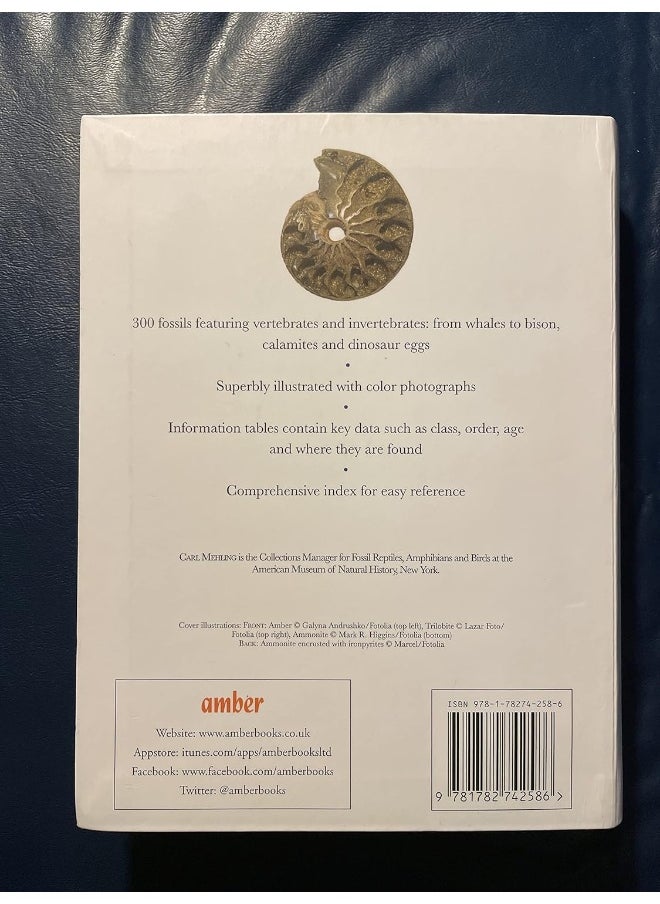 300 fossils featuring vertebrates and invertebrates: from whales to bison,
calamites and dinosaur eggs
•
Superbly illustrated with color photographs
•
Information tables contain key data such as class, order, age
and where they are found
•
Comprehensive index for easy reference
Carl Mehling is the Collections Manager for Fossil Reptiles, Amphibians and Birds at the
American Museum of Natural History, New York.
Cover illustrations: Front: Amber © Galyna Andrushko/Fotolia (top left), Trilobite © Lazar Foto/
Fotolia (top right), Ammonite © Mark R. Higgins/Fotolia (bottom)
Back: Ammonite encrusted with ironpyrites © Marcel/Fotolia
amber
Website: www.amberbooks.co.uk
Appstore: itunes.com/apps/amberbooksltd
Facebook: www.facebook.com/amberbooks
Twitter: @amberbooks
ISBN 978-1-78274-258-6
9 781782 742586 >